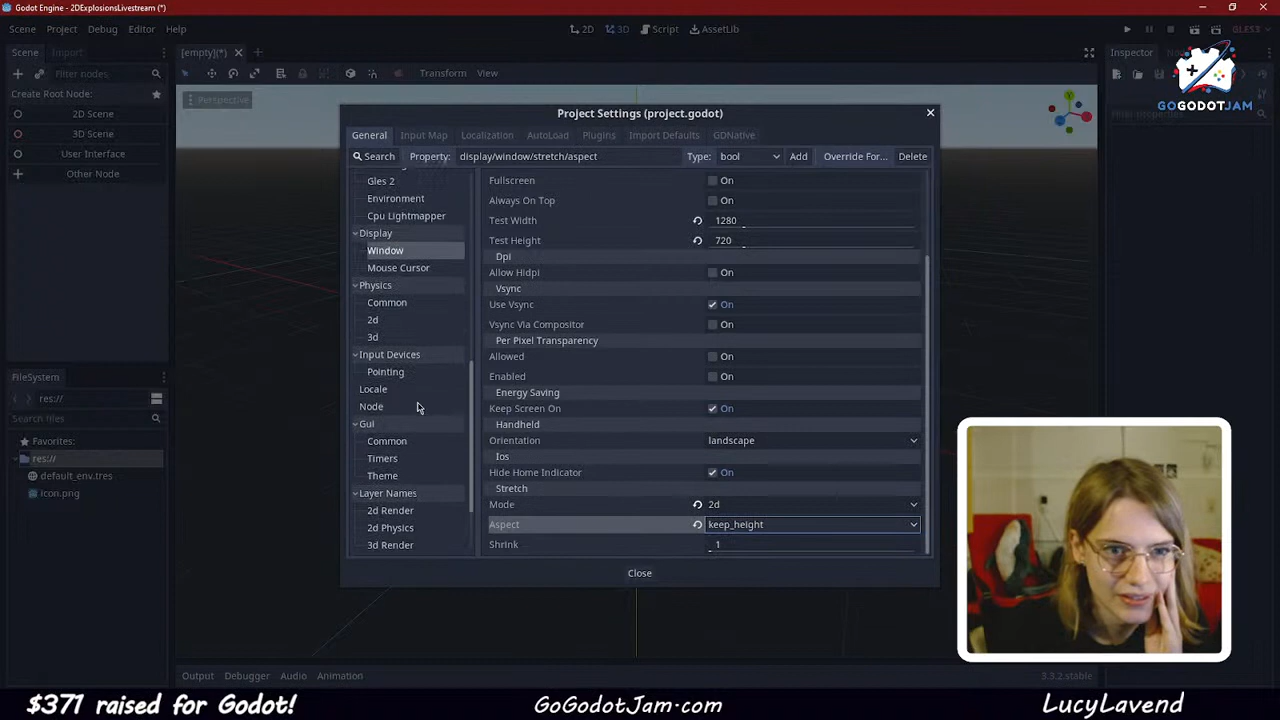 Godot Engine - 2DExplosionsLivestream (*)
Scene Project Debug Editor Help
2D 3D Script AssetLib
GLES3
Scene Import
[empty](*)
Inspector
Filter nodes
Transform View
GOGODOTJAM
Create Root Node:
2D Scene
3D Scene
User Interface
Other Node
Perspective
Project Settings (project.godot)
General Input Map Localization AutoLoad Plugins Import Defaults GDNative
Search Property: display/window/stretch/aspect Type: bool Add Override For... Delete
Gles 2
Environment
Cpu Lightmapper
Display
Window
Mouse Cursor
Physics
Common
2d
3d
Input Devices
Pointing
Locale
Node
Gui
Common
Timers
Theme
Layer Names
2d Render
2d Physics
3d Render
Fullscreen On
Always On Top On
Test Width 1280
Test Height 720
Dpi
Allow Hidpi On
Vsync
Use Vsync On
Vsync Via Compositor On
Per Pixel Transparency
Allowed On
Enabled On
Energy Saving
Keep Screen On On
Handheld
Orientation landscape
Ios
Hide Home Indicator On
Stretch
Mode 2d
Aspect keep_height
Shrink 1
Close
FileSystem
res://
Search files
Favorites:
res://
default_env.tres
icon.png
Output Debugger Audio Animation
3.3.2.stable
$371 raised for Godot! GoGodotJam.com LucyLavend